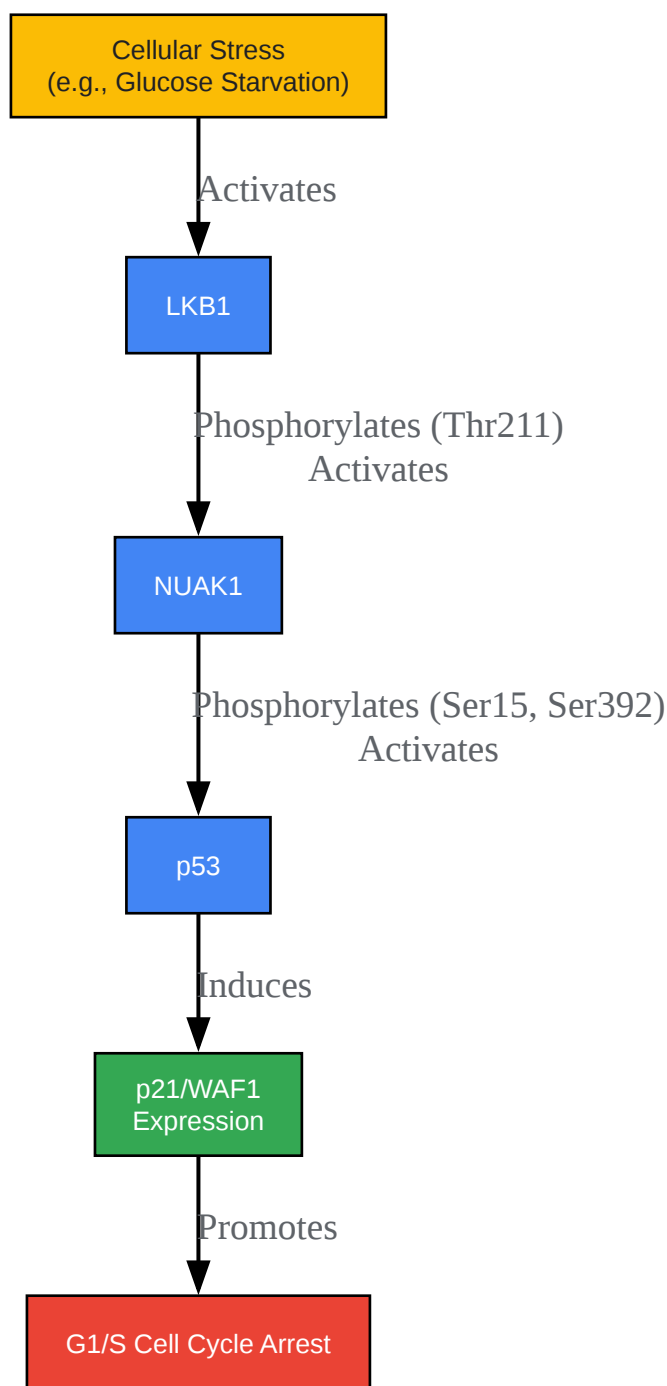 Cellular Stress
(e.g., Glucose Starvation)
Activates
LKB1
Phosphorylates (Thr211)
Activates
NUAK1
Phosphorylates (Ser15, Ser392)
Activates
p53
Induces
p21/WAF1
Expression
Promotes
G1/S Cell Cycle Arrest